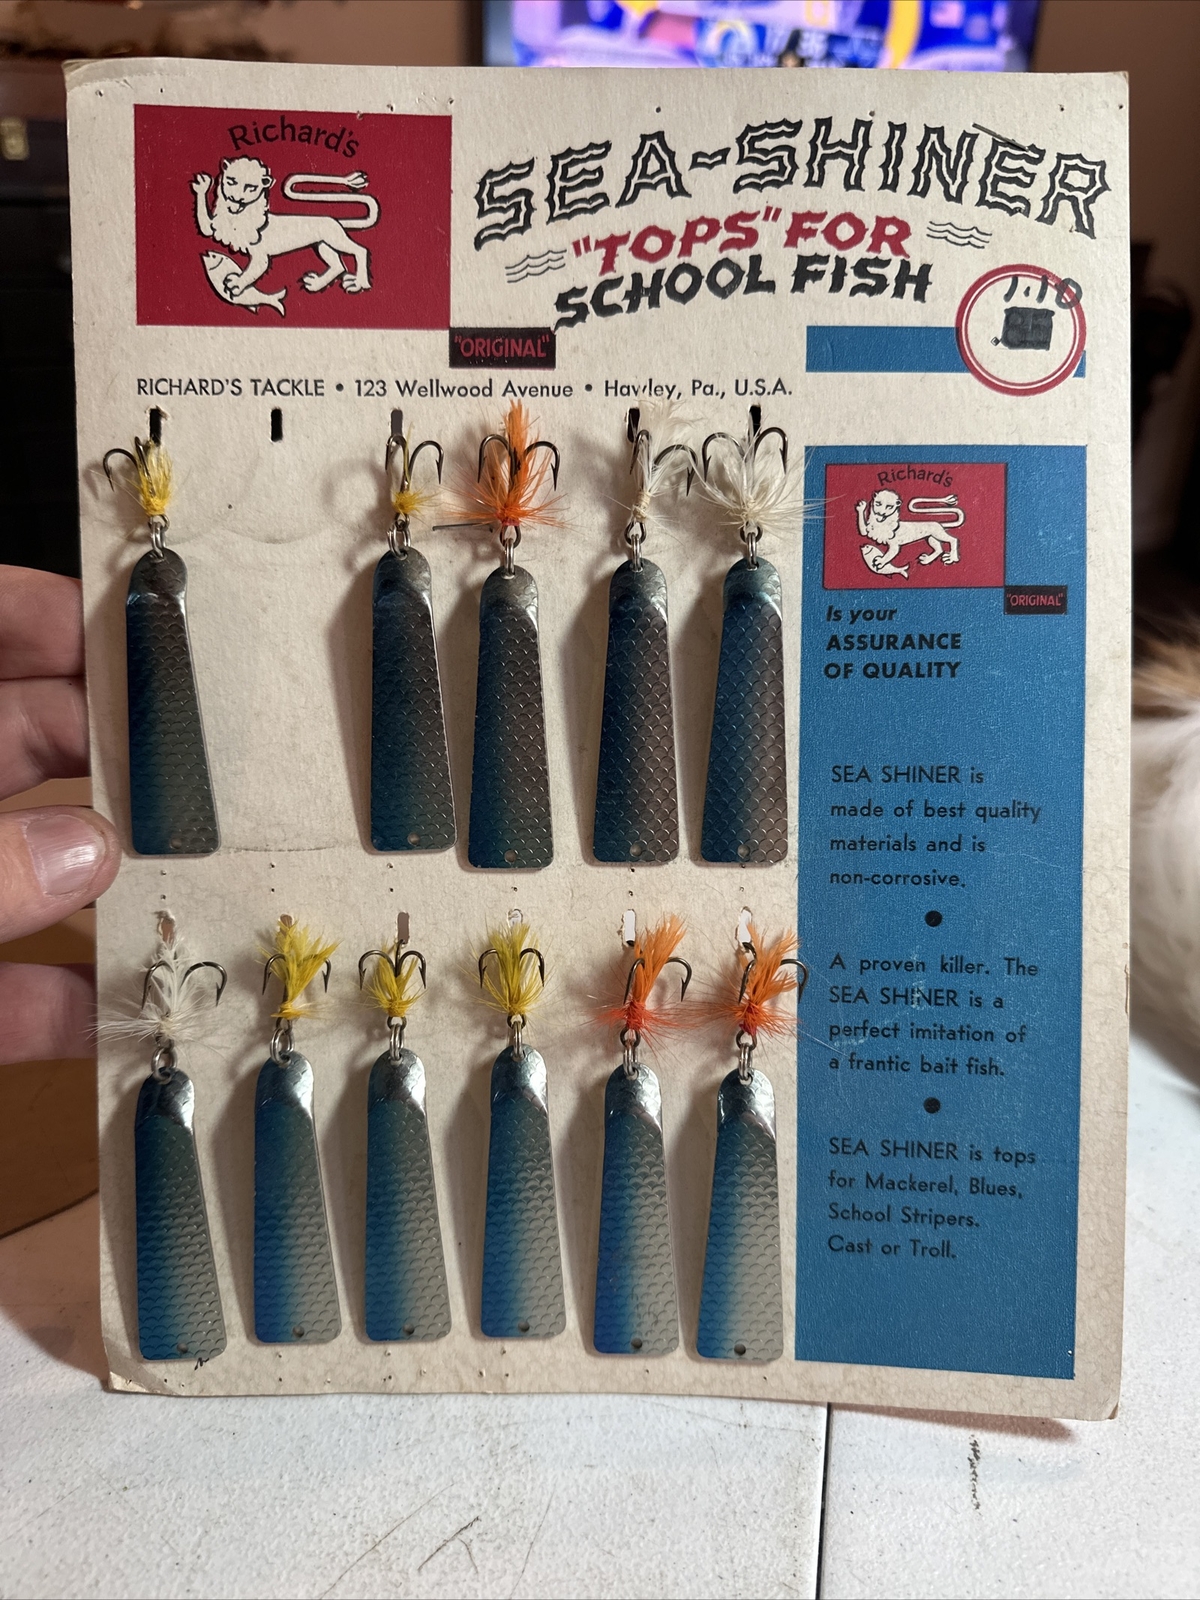 Richard's
SEA-SHINER
"TOPS" FOR
SCHOOL FISH
1.10
"ORIGINAL"
RICHARD'S TACKLE • 123 Wellwood Avenue • Hawley, Pa., U.S.A.
Richard's
"ORIGINAL"
Is your
ASSURANCE
OF QUALITY
SEA SHINER is
made of best quality
materials and is
non-corrosive.
•
A proven killer. The
SEA SHINER is a
perfect imitation of
a frantic bait fish.
•
SEA SHINER is tops
for Mackerel, Blues,
School Stripers.
Cast or Troll.